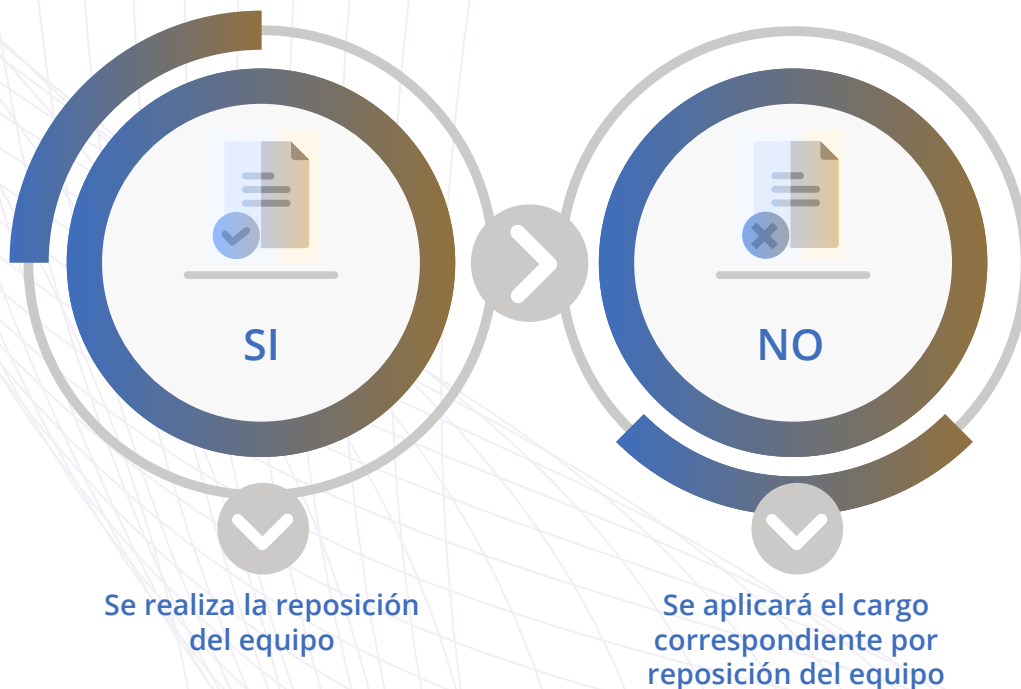 SI
Se realiza la reposición
del equipo
NO
Se aplicará el cargo
correspondiente por
reposición del equipo